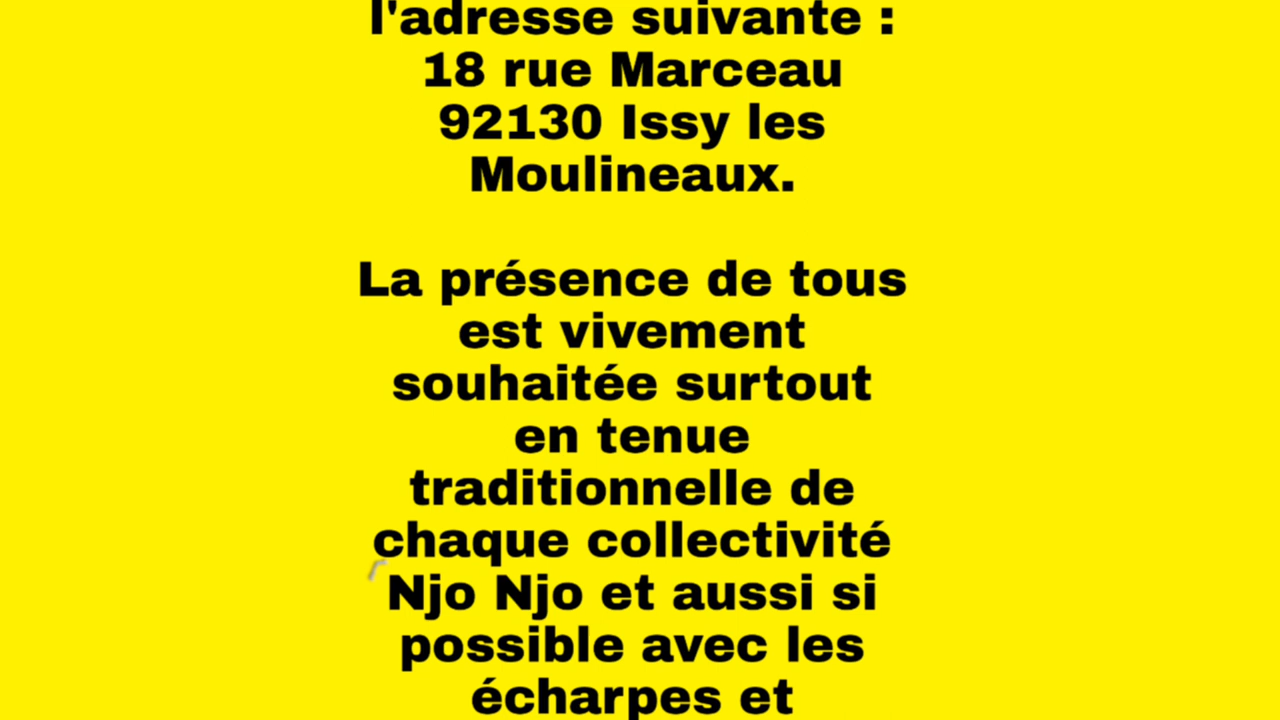 l'adresse suivante :
18 rue Marceau
92130 Issy les
Moulineaux.
La présence de tous
est vivement
souhaitée surtout
en tenue
traditionnelle de
chaque collectivité
Njo Njo et aussi si
possible avec les
écharpes et